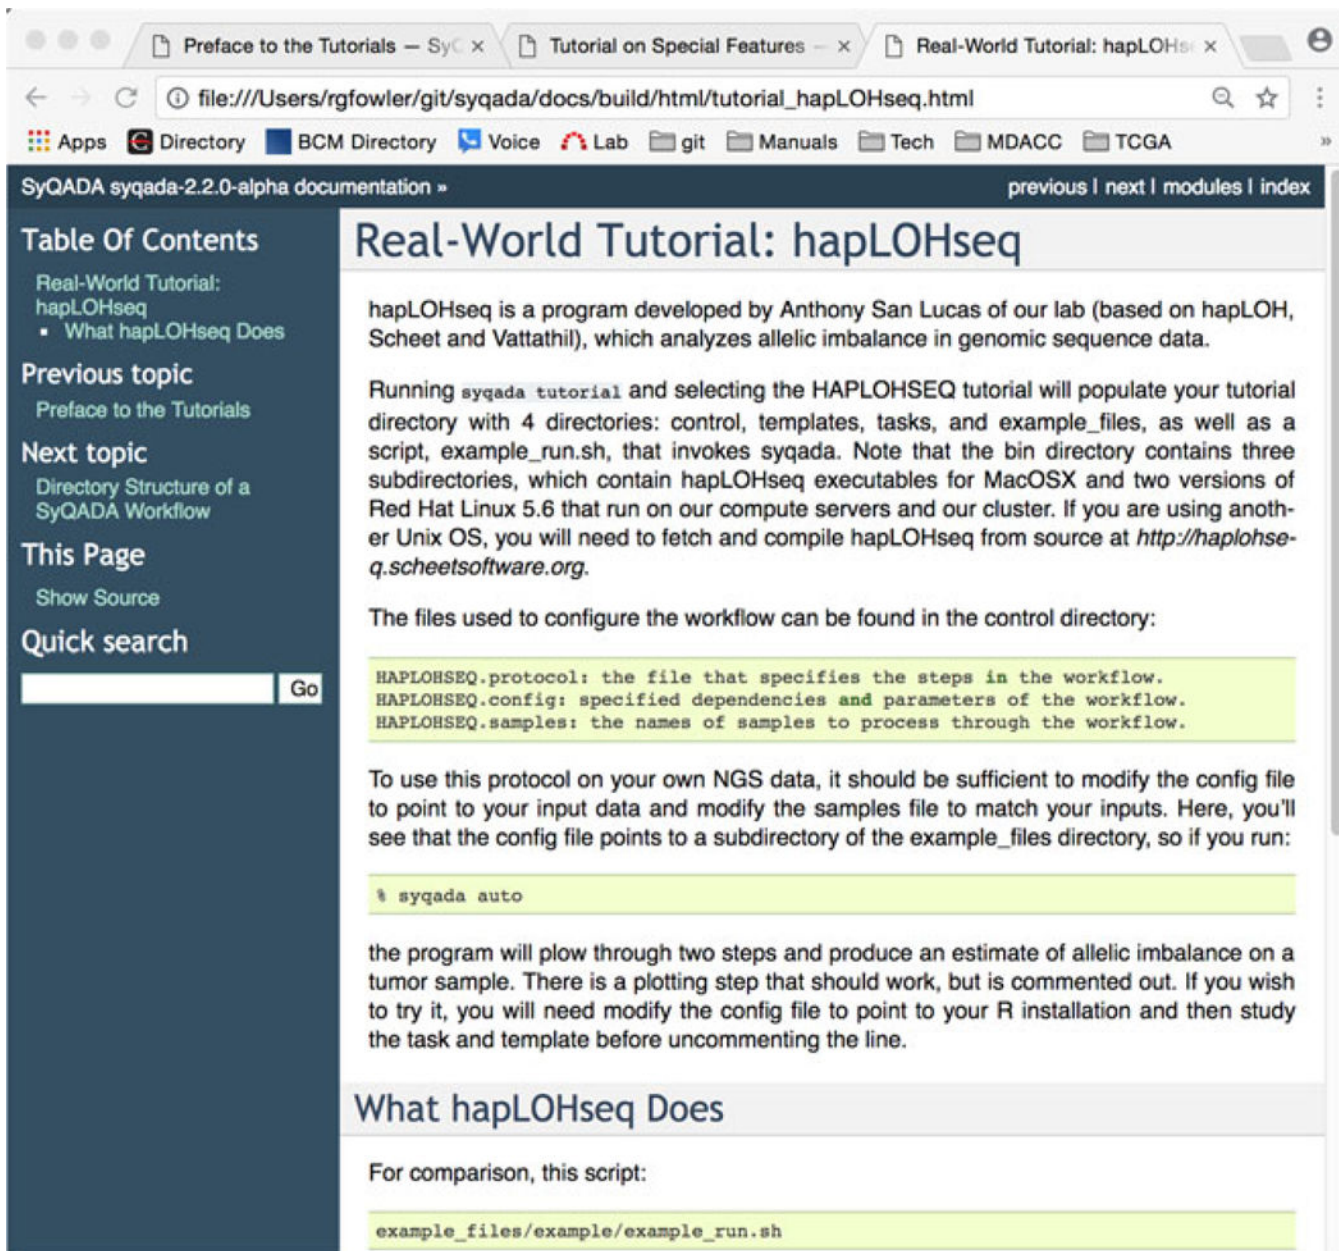 Preface to the Tutorials — Sy
Tutorial on Special Features —
Real-World Tutorial: hapLOHs
file:///Users/rgfowler/git/syqada/docs/build/html/tutorial_hapLOHseq.html
Apps Directory BCM Directory Voice Lab git Manuals Tech MDACC TCGA »
SyQADA syqada-2.2.0-alpha documentation »
previous | next | modules | index
Table Of Contents
Real-World Tutorial:
hapLOHseq
▪ What hapLOHseq Does
Previous topic
Preface to the Tutorials
Next topic
Directory Structure of a
SyQADA Workflow
This Page
Show Source
Quick search
Go
Real-World Tutorial: hapLOHseq
hapLOHseq is a program developed by Anthony San Lucas of our lab (based on hapLOH,
Scheet and Vattathil), which analyzes allelic imbalance in genomic sequence data.
Running syqada tutorial and selecting the HAPLOHSEQ tutorial will populate your tutorial
directory with 4 directories: control, templates, tasks, and example_files, as well as a
script, example_run.sh, that invokes syqada. Note that the bin directory contains three
subdirectories, which contain hapLOHseq executables for MacOSX and two versions of
Red Hat Linux 5.6 that run on our compute servers and our cluster. If you are using anoth-
er Unix OS, you will need to fetch and compile hapLOHseq from source at http://haplohse-
q.scheetsoftware.org.
The files used to configure the workflow can be found in the control directory:
HAPLOHSEQ.protocol: the file that specifies the steps in the workflow.
HAPLOHSEQ.config: specified dependencies and parameters of the workflow.
HAPLOHSEQ.samples: the names of samples to process through the workflow.
To use this protocol on your own NGS data, it should be sufficient to modify the config file
to point to your input data and modify the samples file to match your inputs. Here, you'll
see that the config file points to a subdirectory of the example_files directory, so if you run:
% syqada auto
the program will plow through two steps and produce an estimate of allelic imbalance on a
tumor sample. There is a plotting step that should work, but is commented out. If you wish
to try it, you will need modify the config file to point to your R installation and then study
the task and template before uncommenting the line.
What hapLOHseq Does
For comparison, this script:
example_files/example/example_run.sh